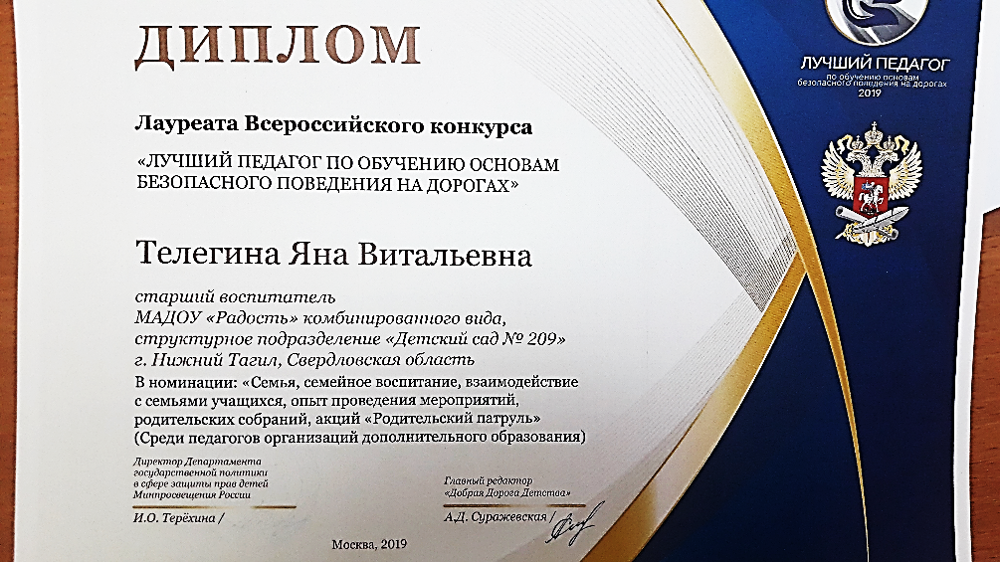 ДИПЛОМ
Лауреата Всероссийского конкурса
«ЛУЧШИЙ ПЕДАГОГ ПО ОБУЧЕНИЮ ОСНОВАМ
БЕЗОПАСНОГО ПОВЕДЕНИЯ НА ДОРОГАХ»
Телегина Яна Витальевна
старший воспитатель
МАДОУ «Радость» комбинированного вида,
структурное подразделение «Детский сад № 209»
г. Нижний Тагил, Свердловская область
В номинации: «Семья, семейное воспитание, взаимодействие
с семьями учащихся, опыт проведения мероприятий,
родительских собраний, акций «Родительский патруль»
(Среди педагогов организаций дополнительного образования)
Директор Департамента
государственной политики
в сфере защиты прав детей
Минпросвещения России
И.О. Терёхина /
Главный редактор
«Добрая Дорога Детства»
А.Д. Суражевская /
Москва, 2019
ЛУЧШИЙ ПЕДАГОГ
по обучению основам
безопасного поведения на дорогах
2019